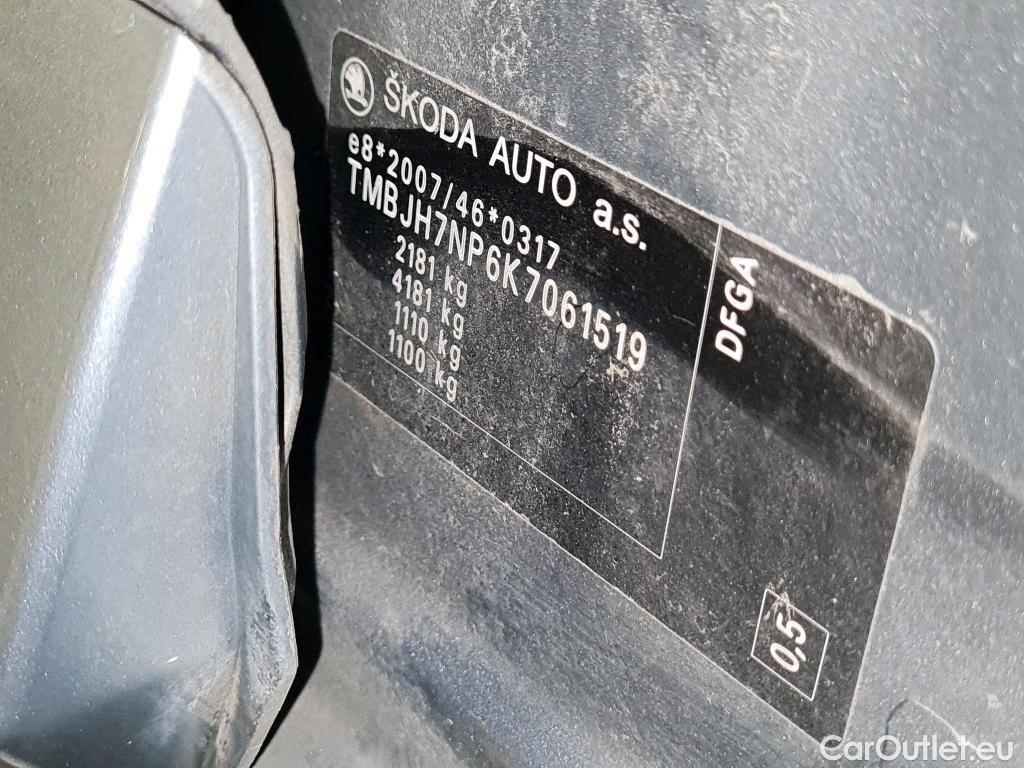 ŠKODA AUTO a.s.
e8*2007/46*0317
TMBJH7NP6K7061519
2181 kg
4181 kg
1110 kg
1100 kg
DFGA
0,5
CarOutlet.eu